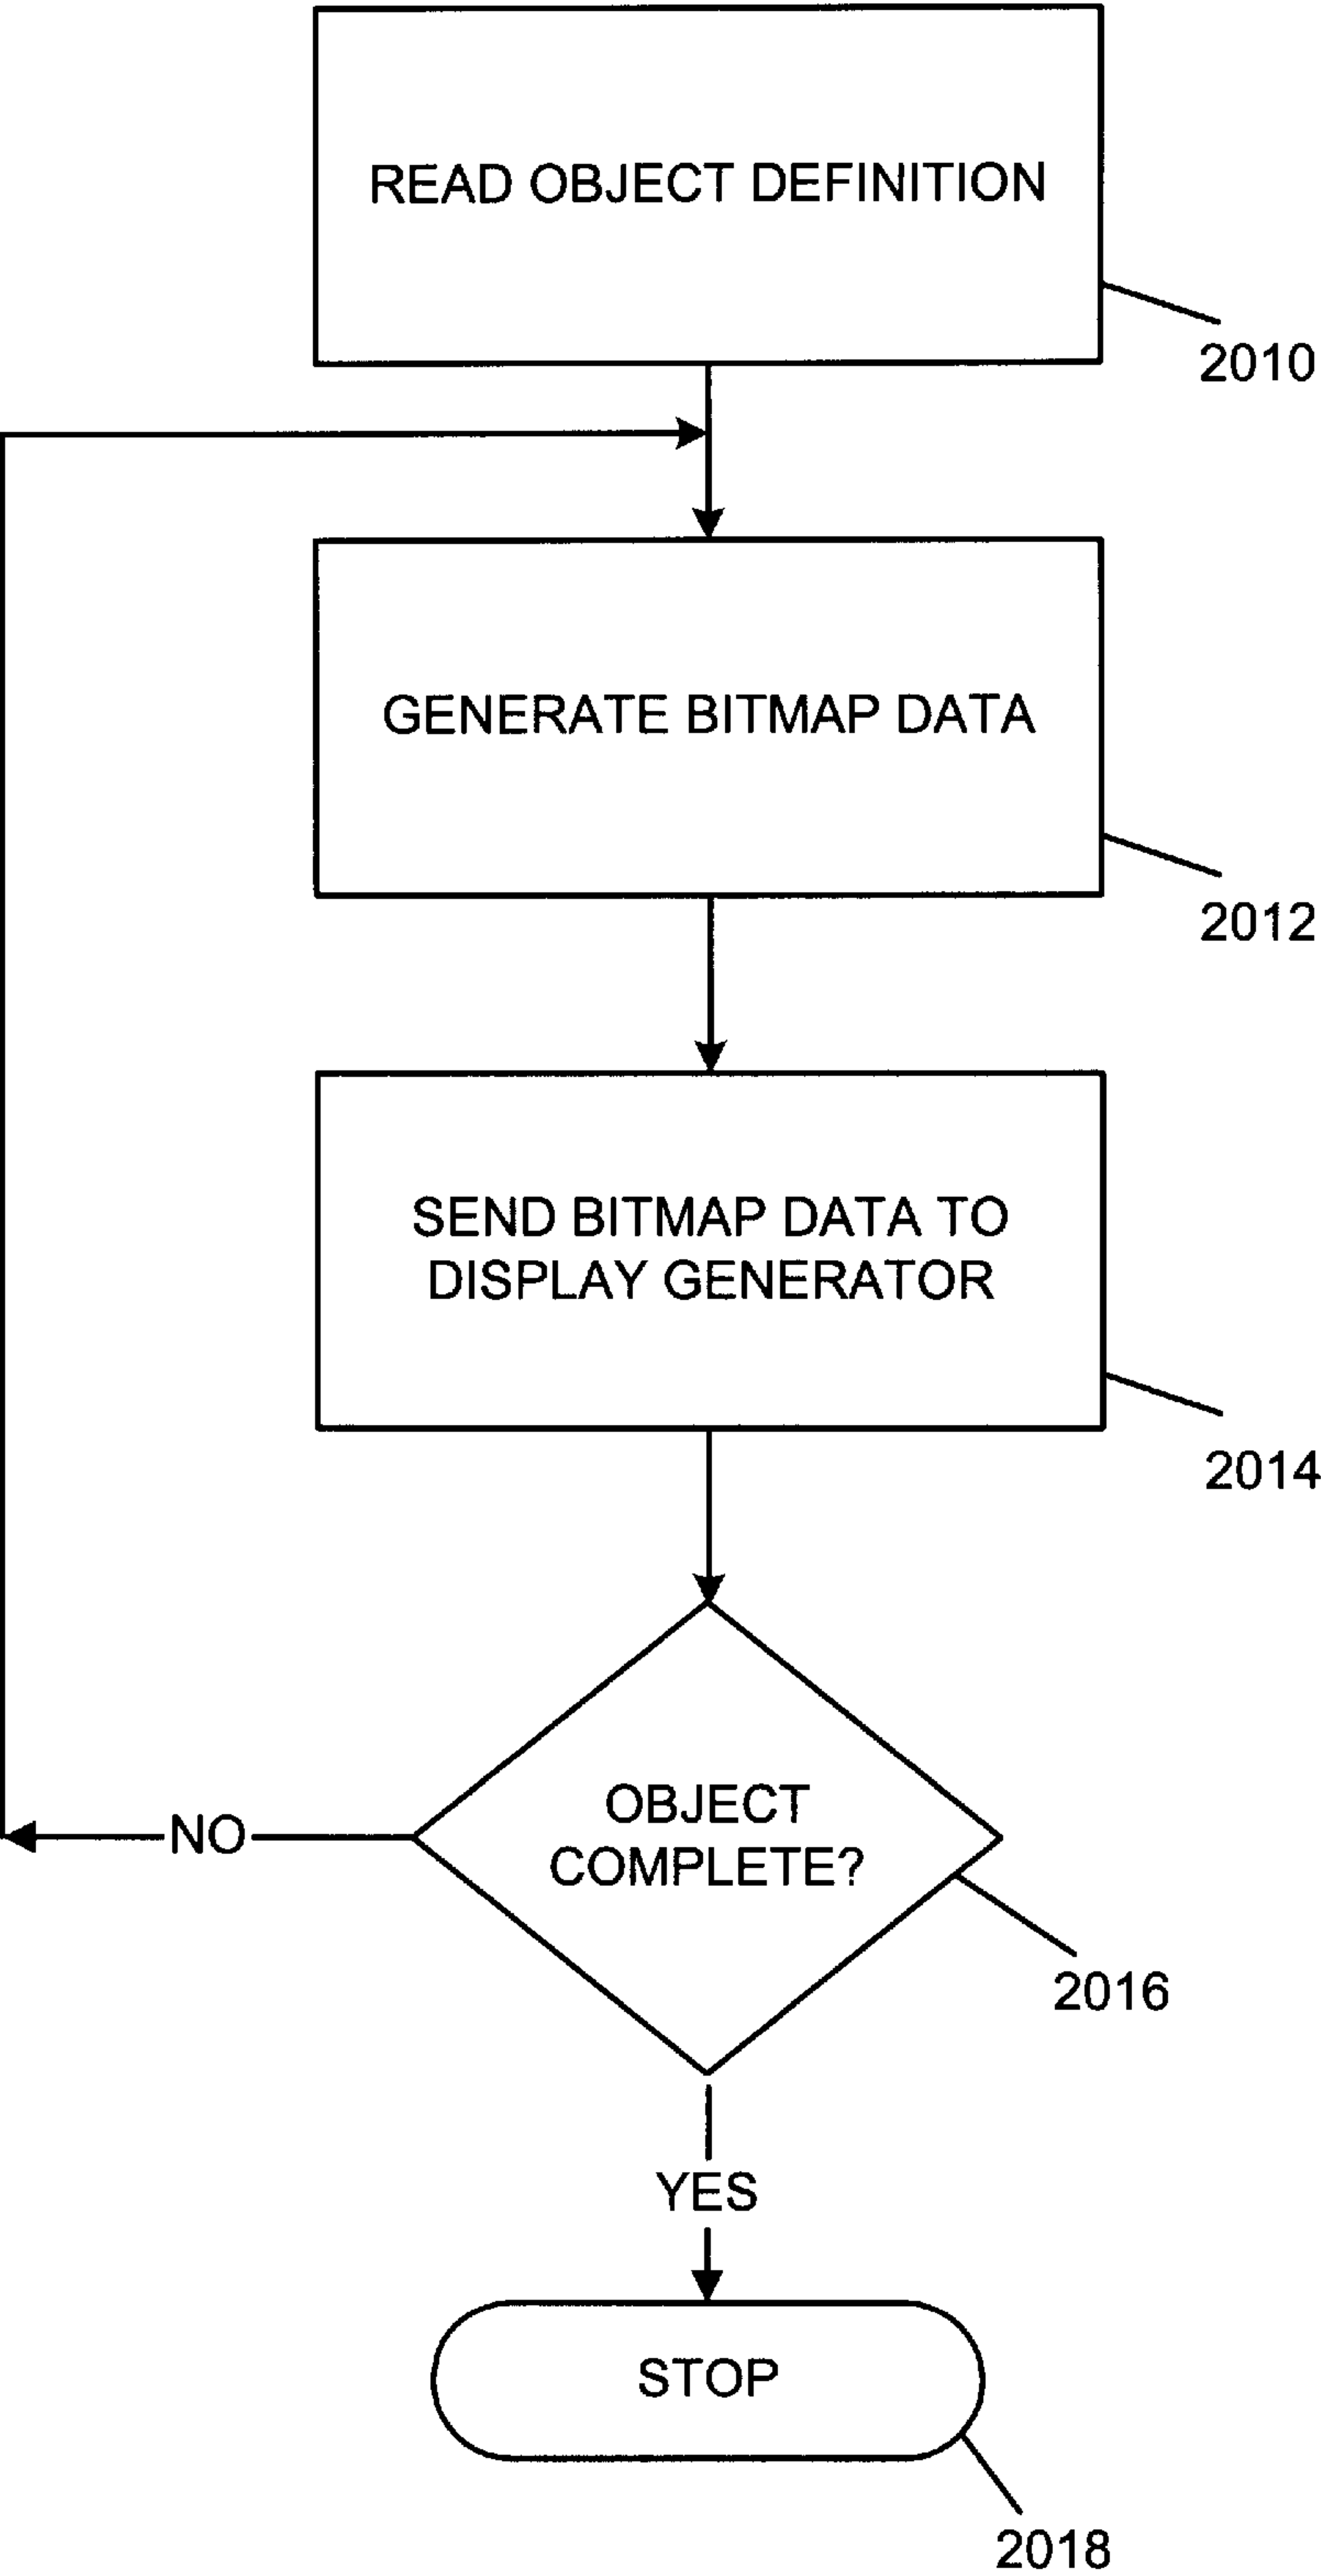 READ OBJECT DEFINITION
2010
GENERATE BITMAP DATA
2012
SEND BITMAP DATA TO
DISPLAY GENERATOR
2014
OBJECT
COMPLETE?
NO
2016
YES
STOP
2018